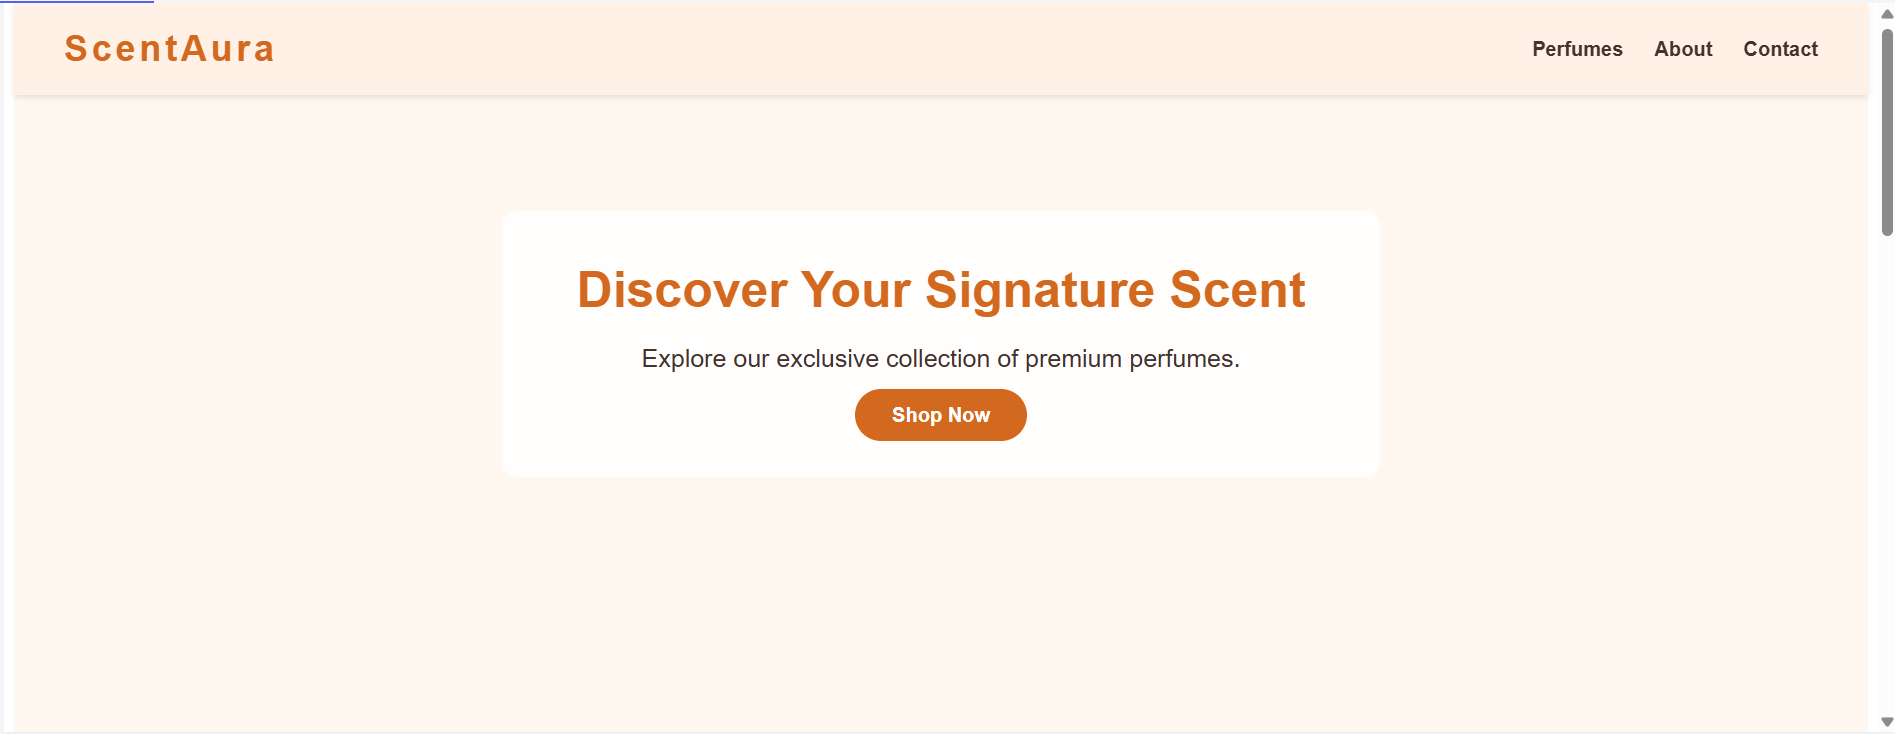 ScentAura
Perfumes About Contact
Discover Your Signature Scent
Explore our exclusive collection of premium perfumes.
Shop Now